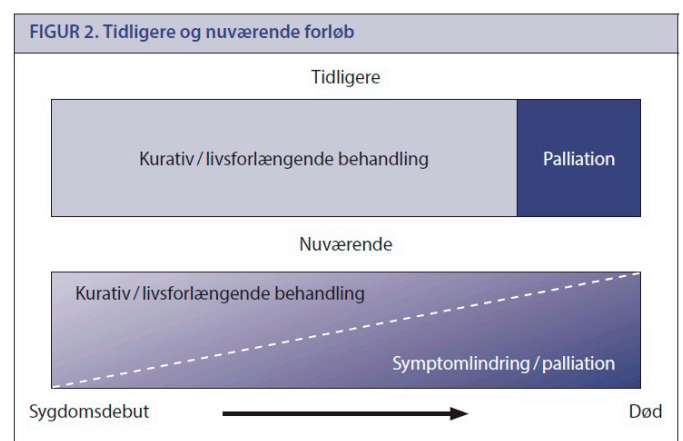 FIGUR 2. Tidligere og nuværende forløb
Tidligere
Kurativ/livsforlængende behandling
Palliation
Nuværende
Kurativ/livsforlængende behandling
Symptomlindring/palliation
Sygdomsdebut
Død